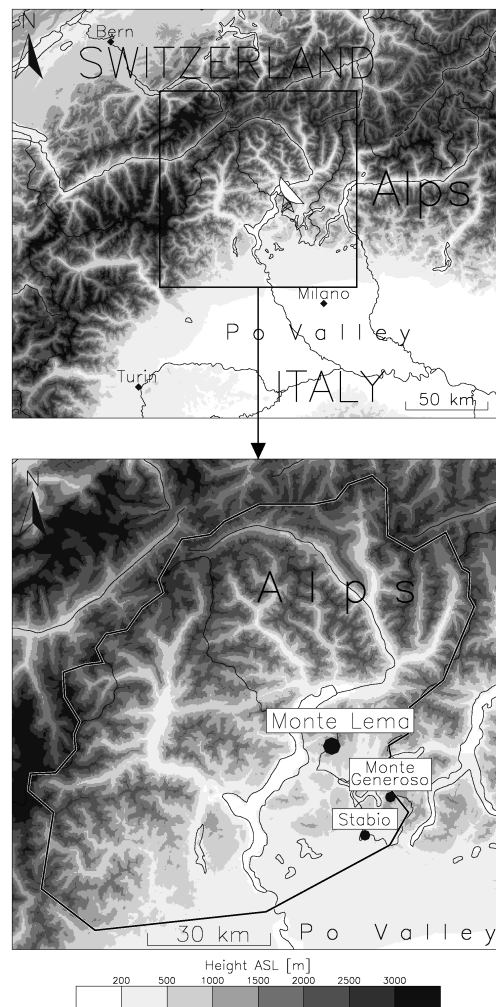 N
Bern
SWITZERLAND
Alps
Milano
Po Valley
Turin
ITALY
50 km
N
Alps
Monte Lema
Monte
Generoso
Stabio
30 km
Po Valley
Height ASL [m]
200 500 1000 1500 2000 2500 3000